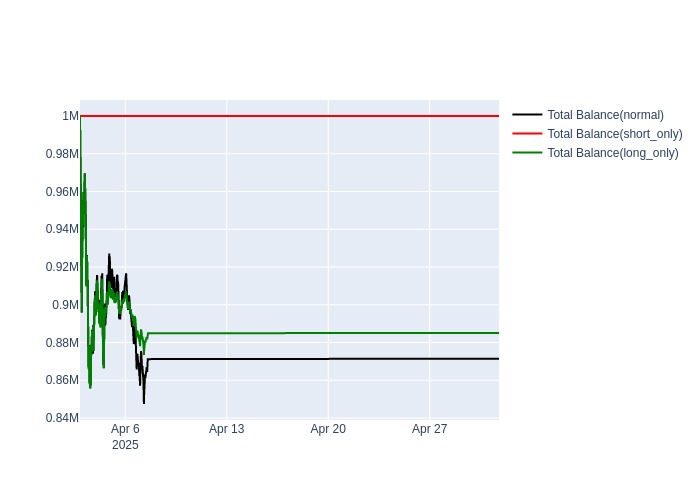 1M
0.98M
0.96M
0.94M
0.92M
0.9M
0.88M
0.86M
0.84M
Apr 6
2025
Apr 13
Apr 20
Apr 27
Total Balance(normal)
Total Balance(short_only)
Total Balance(long_only)